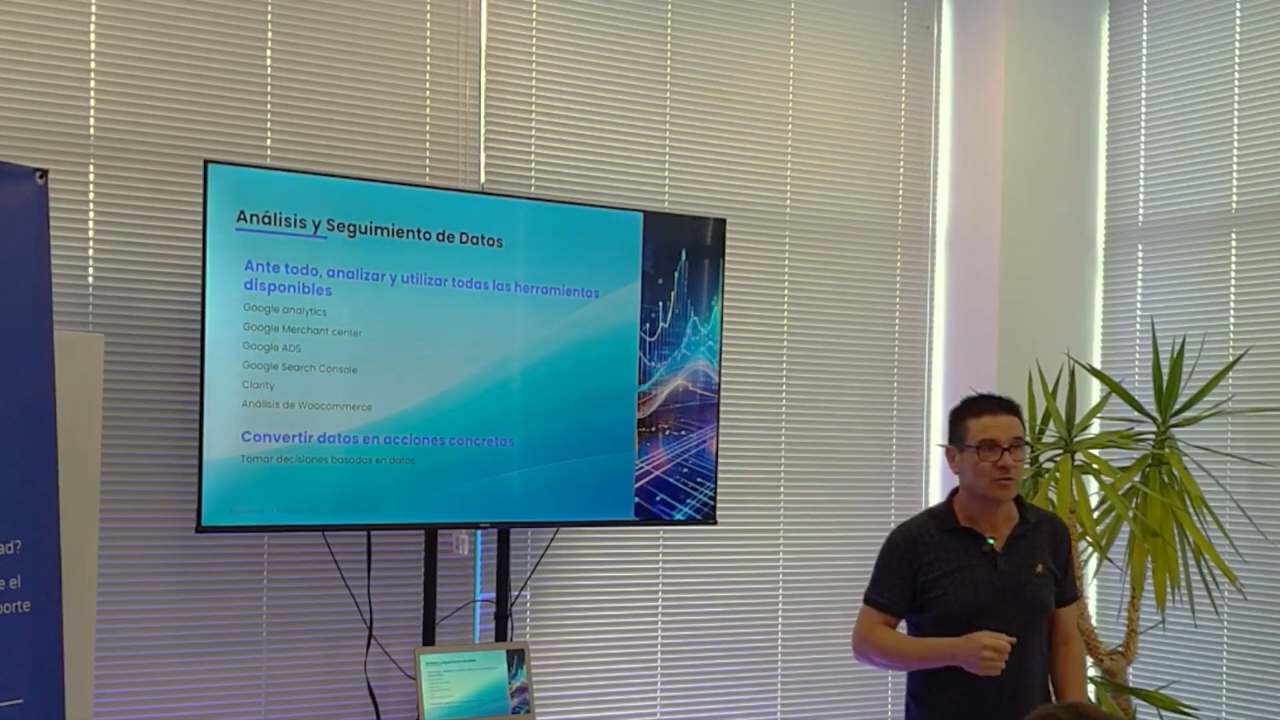 Análisis y Seguimiento de Datos
Ante todo, analizar y utilizar todas las herramientas
disponibles
Google analytics
Google Merchant center
Google ADS
Google Search Console
Clarity
Análisis de Woocommerce
Convertir datos en acciones concretas
Tomar decisiones basadas en datos
ad?
e el
porte